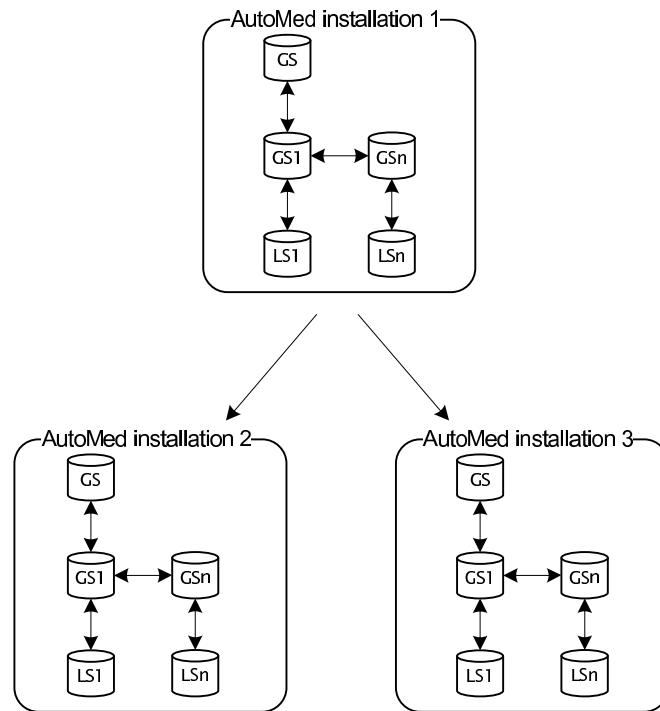 AutoMed installation 1
GS
GS1
GSn
LS1
LSn
AutoMed installation 2
GS
GS1
GSn
LS1
LSn
AutoMed installation 3
GS
GS1
GSn
LS1
LSn